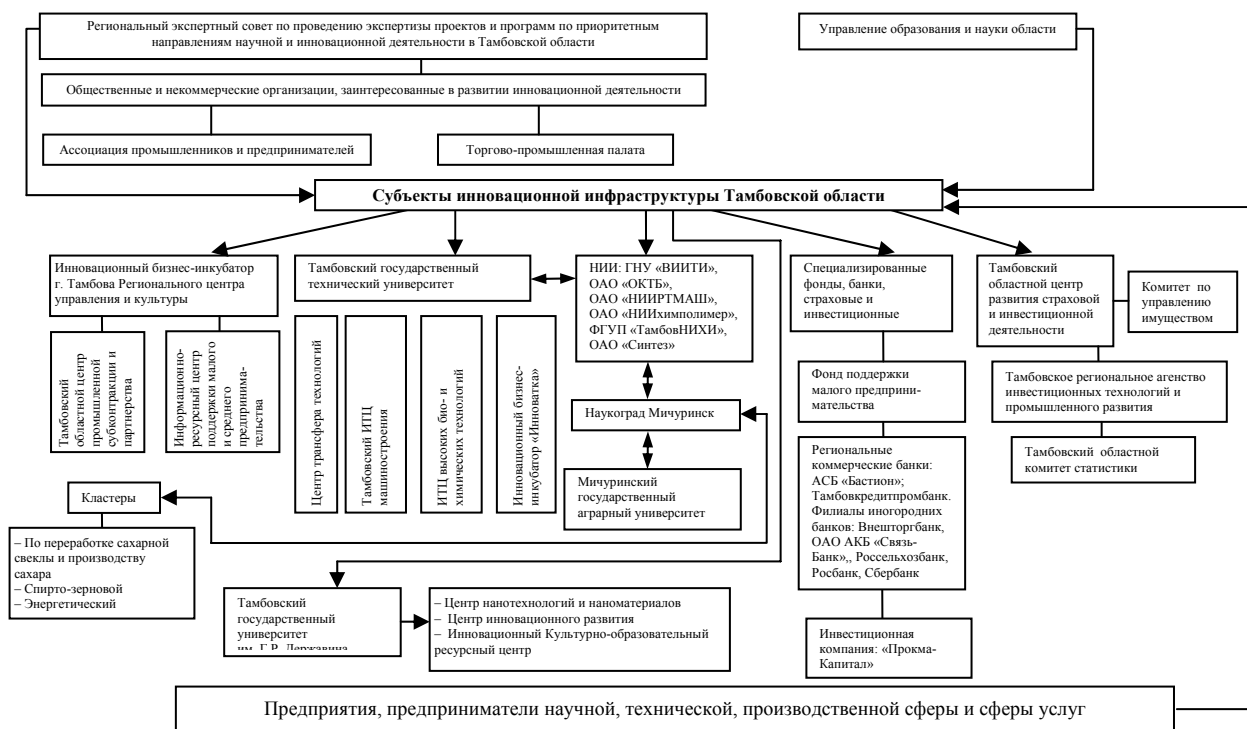 Региональный экспертный совет по проведению экспертизы проектов и программ по приоритетным
направлениям научной и инновационной деятельности в Тамбовской области
Управление образования и науки области
Общественные и некоммерческие организации, заинтересованные в развитии инновационной деятельности
Ассоциация промышленников и предпринимателей
Торгово-промышленная палата
Субъекты инновационной инфраструктуры Тамбовской области
Инновационный бизнес-инкубатор
г. Тамбова Регионального центра
управления и культуры
Тамбовский государственный
технический университет
НИИ: ГНУ «ВИИТИ»,
ОАО «ОКТБ»,
ОАО «НИИРТМАШ»,
ОАО «НИИхимполимер»,
ФГУП «ТамбовНИХИ»,
ОАО «Синтез»
Специализированные
фонды, банки,
страховые и
инвестиционные
Тамбовский
областной центр
развития страховой
и инвестиционной
деятельности
Комитет по
управлению
имуществом
Тамбовский
областной центр
промышленной
субконтракции и
партнерства
Информационно-
ресурсный центр
поддержки малого
и среднего
предпринима-
тельства
Центр трансфера технологий
Тамбовский ИТЦ
машиностроения
ИТЦ высоких био- и
химических технологий
Инновационный бизнес-
инкубатор «Инноватка»
Наукоград Мичуринск
Мичуринский
государственный
аграрный университет
Фонд поддержки
малого предприни-
мательства
Региональные
коммерческие банки:
АСБ «Бастион»;
Тамбовкредитпромбанк.
Филиалы иногородних
банков: Внешторгбанк,
ОАО АКБ «Связь-
Банк»,, Россельхозбанк,
Росбанк, Сбербанк
Инвестиционная
компания: «Прокма-
Капитал»
Тамбовское региональное агенство
инвестиционных технологий и
промышленного развития
Тамбовский областной
комитет статистики
Кластеры
– По переработке сахарной
свеклы и производству
сахара
– Спирто-зерновой
– Энергетический
Тамбовский
государственный
университет
им. Г.Р. Державина
– Центр нанотехнологий и наноматериалов
– Центр инновационного развития
– Инновационный Культурно-образовательный
ресурсный центр
Предприятия, предприниматели научной, технической, производственной сферы и сферы услуг